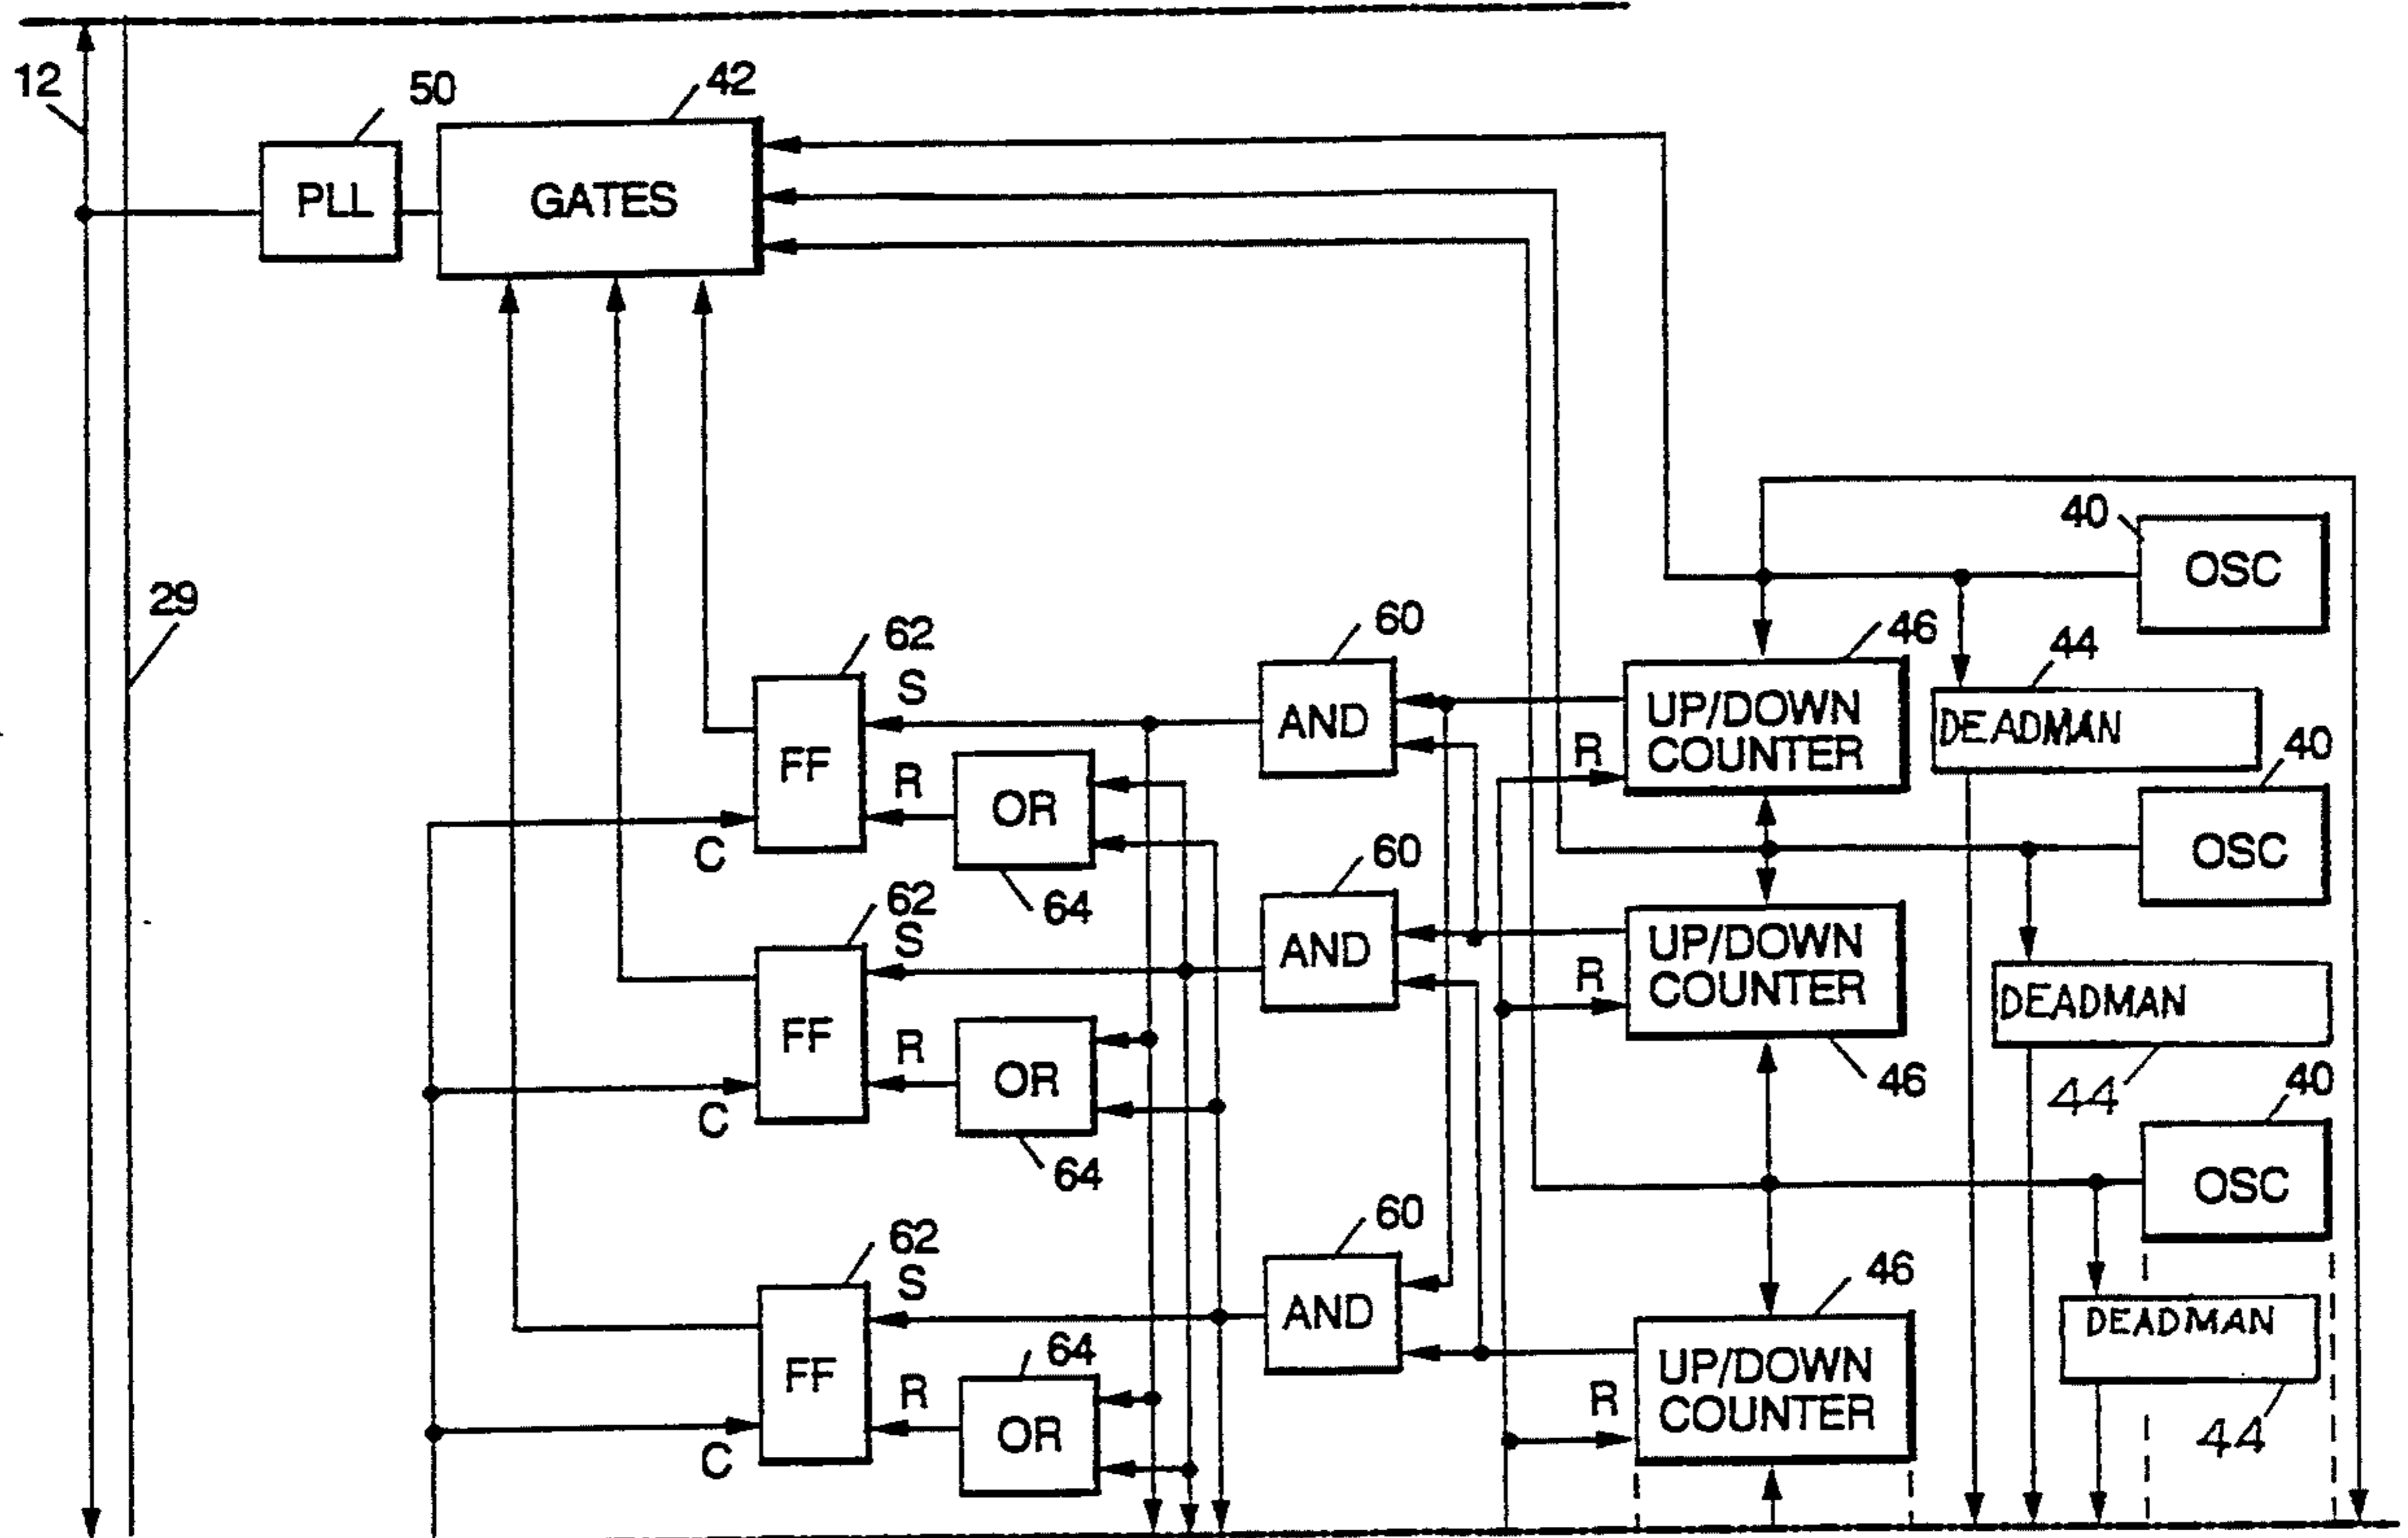 12
50
42
PLL
GATES
40
OSC
29
62
S
60
46
44
AND
UP/DOWN
COUNTER
DEADMAN
FF
R
OR
R
40
C
64
OSC
62
S
60
AND
UP/DOWN
COUNTER
R
DEADMAN
FF
R
OR
46
44
40
C
64
OSC
62
S
60
46
AND
DEADMAN
FF
64
R
OR
R
UP/DOWN
COUNTER
44
C